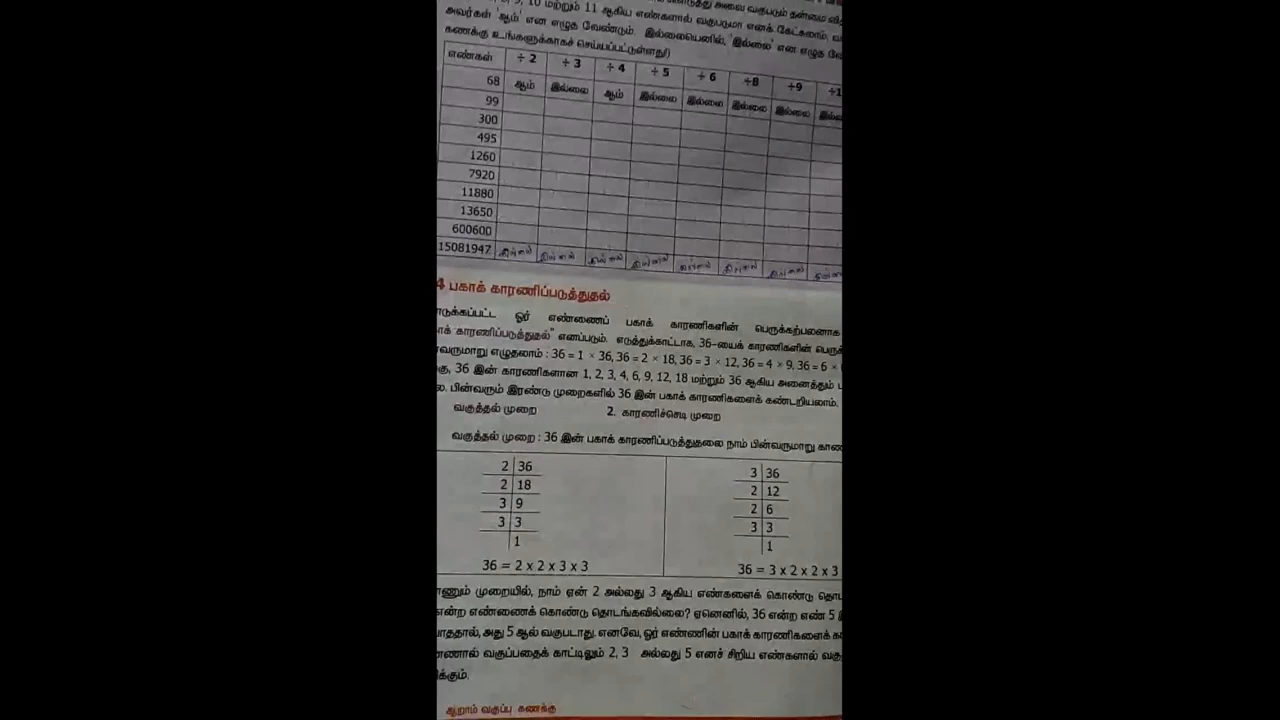 10 மற்றும் 11 ஆகிய எண்களால் வகுபடுமா எனக் கேட்கலாம்.
அவர்கள் 'ஆம்' என எழுத வேண்டும். இல்லையெனில், 'இல்லை' என எழுத
கணக்கு உங்களுக்காகச் செய்யப்பட்டுள்ளது!)
எண்கள் ÷ 2 ÷ 3 ÷ 4 ÷ 5 ÷ 6 ÷8 ÷9 ÷1
68 ஆம் இல்லை ஆம் இல்லை இல்லை இல்லை இல்லை
99
300
495
1260
7920
11880
13650
600600
15081947 இல்லை இல்லை இல்லை இல்லை இல்லை இல்லை இல்லை
4 பகாக் காரணிப்படுத்துதல்
ஓர் எண்ணைப் பகாக் காரணிகளின் பெருக்கற்பலனாக
காரணிப்படுத்துதல்" எனப்படும். எடுத்துக்காட்டாக, 36-யைக் காரணிகளின்
எழுதலாம் : 36 = 1 × 36, 36 = 2 × 18, 36 = 3 × 12, 36 = 4 × 9, 36 = 6 ×
36 இன் காரணிகளான 1, 2, 3, 4, 6, 9, 12, 18 மற்றும் 36 ஆகிய அனைத்தும்
பின்வரும் இரண்டு முறைகளில் 36 இன் பகாக் காரணிகளைக் கண்டறியலாம்.
வகுத்தல் முறை 2. காரணிச்செடி முறை
வகுத்தல் முறை : 36 இன் பகாக் காரணிப்படுத்துதலை நாம் பின்வருமாறு
2 36
2 18
3 9
3 3
1
36 = 2 x 2 x 3 x 3
3 36
2 12
2 6
3 3
1
36 = 3 x 2 x 2 x 3
முறையில், நாம் ஏன் 2 அல்லது 3 ஆகிய எண்களைக் கொண்டு
என்ற எண்ணைக் கொண்டு தொடங்கவில்லை? ஏனெனில், 36 என்ற எண் 5
அது 5 ஆல் வகுபடாது. எனவே, ஓர் எண்ணின் பகாக் காரணிகளைக்
வகுப்பதைக் காட்டிலும் 2, 3 அல்லது 5 எனச் சிறிய எண்களால்
ஆறாம் வகுப்பு கணக்கு